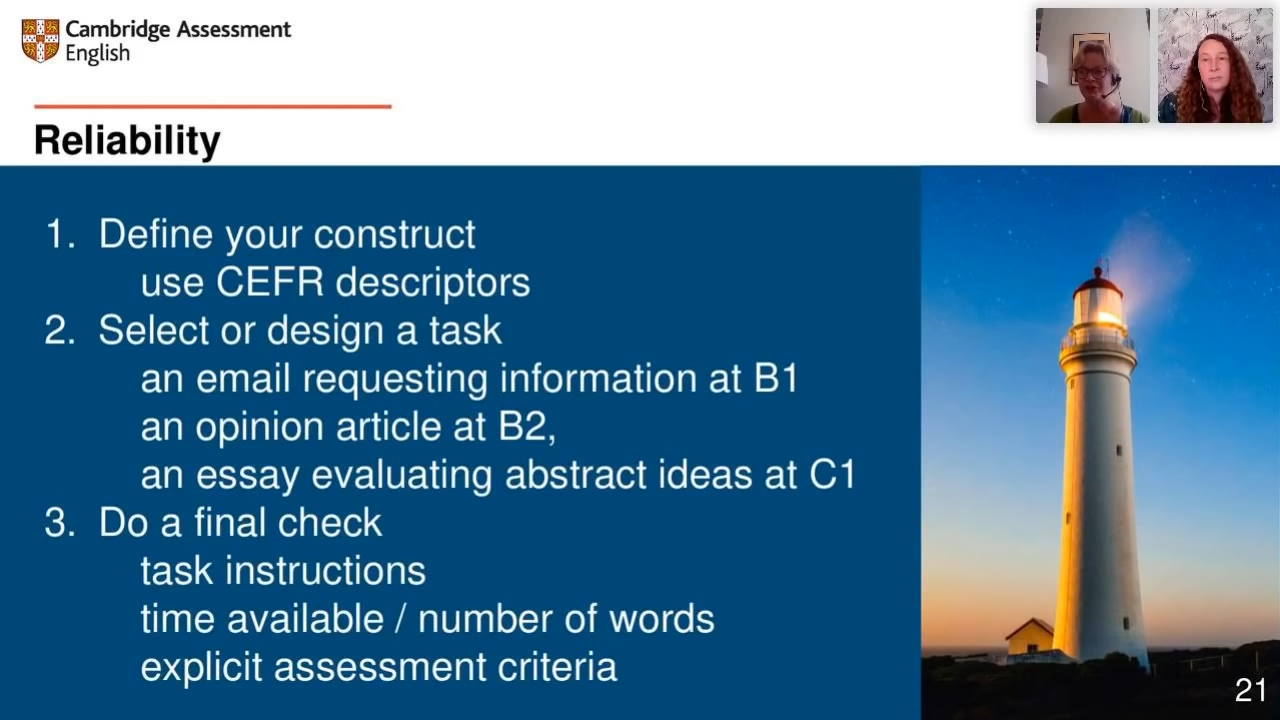 Cambridge Assessment
English
Reliability
1. Define your construct
use CEFR descriptors
2. Select or design a task
an email requesting information at B1
an opinion article at B2,
an essay evaluating abstract ideas at C1
3. Do a final check
task instructions
time available / number of words
explicit assessment criteria
21